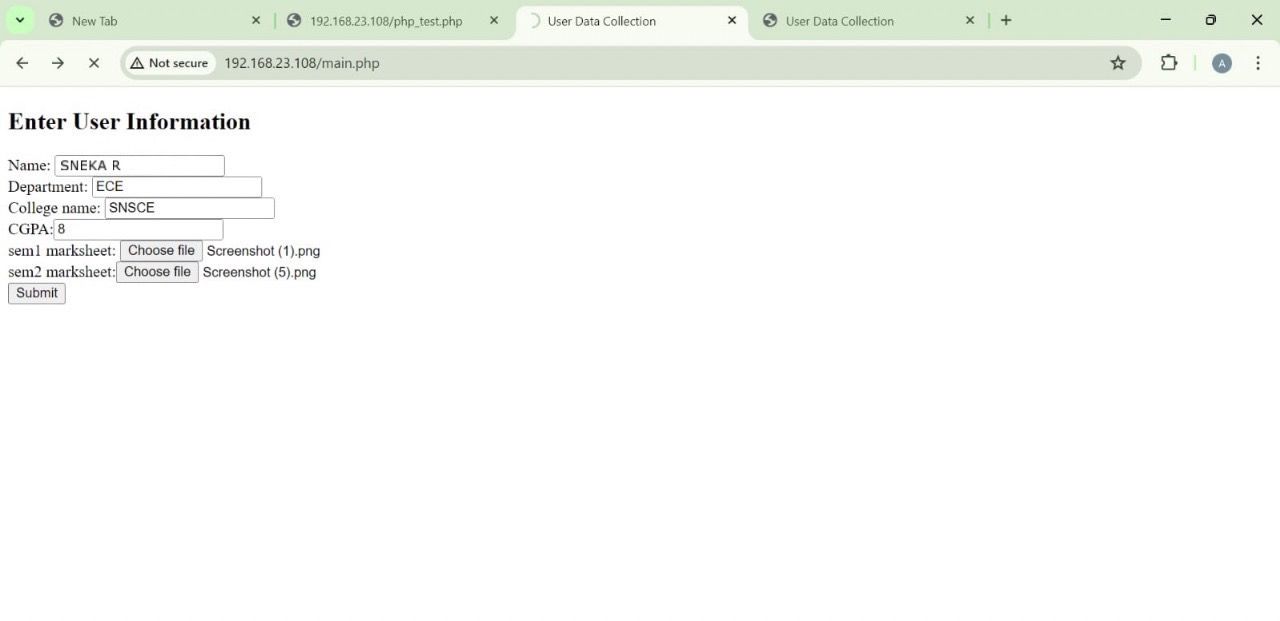 New Tab
192.168.23.108/php_test.php
User Data Collection
User Data Collection
Not secure
192.168.23.108/main.php
A
Enter User Information
Name: SNEKA R
Department: ECE
College name: SNSCE
CGPA: 8
sem1 marksheet: Choose file Screenshot (1).png
sem2 marksheet: Choose file Screenshot (5).png
Submit